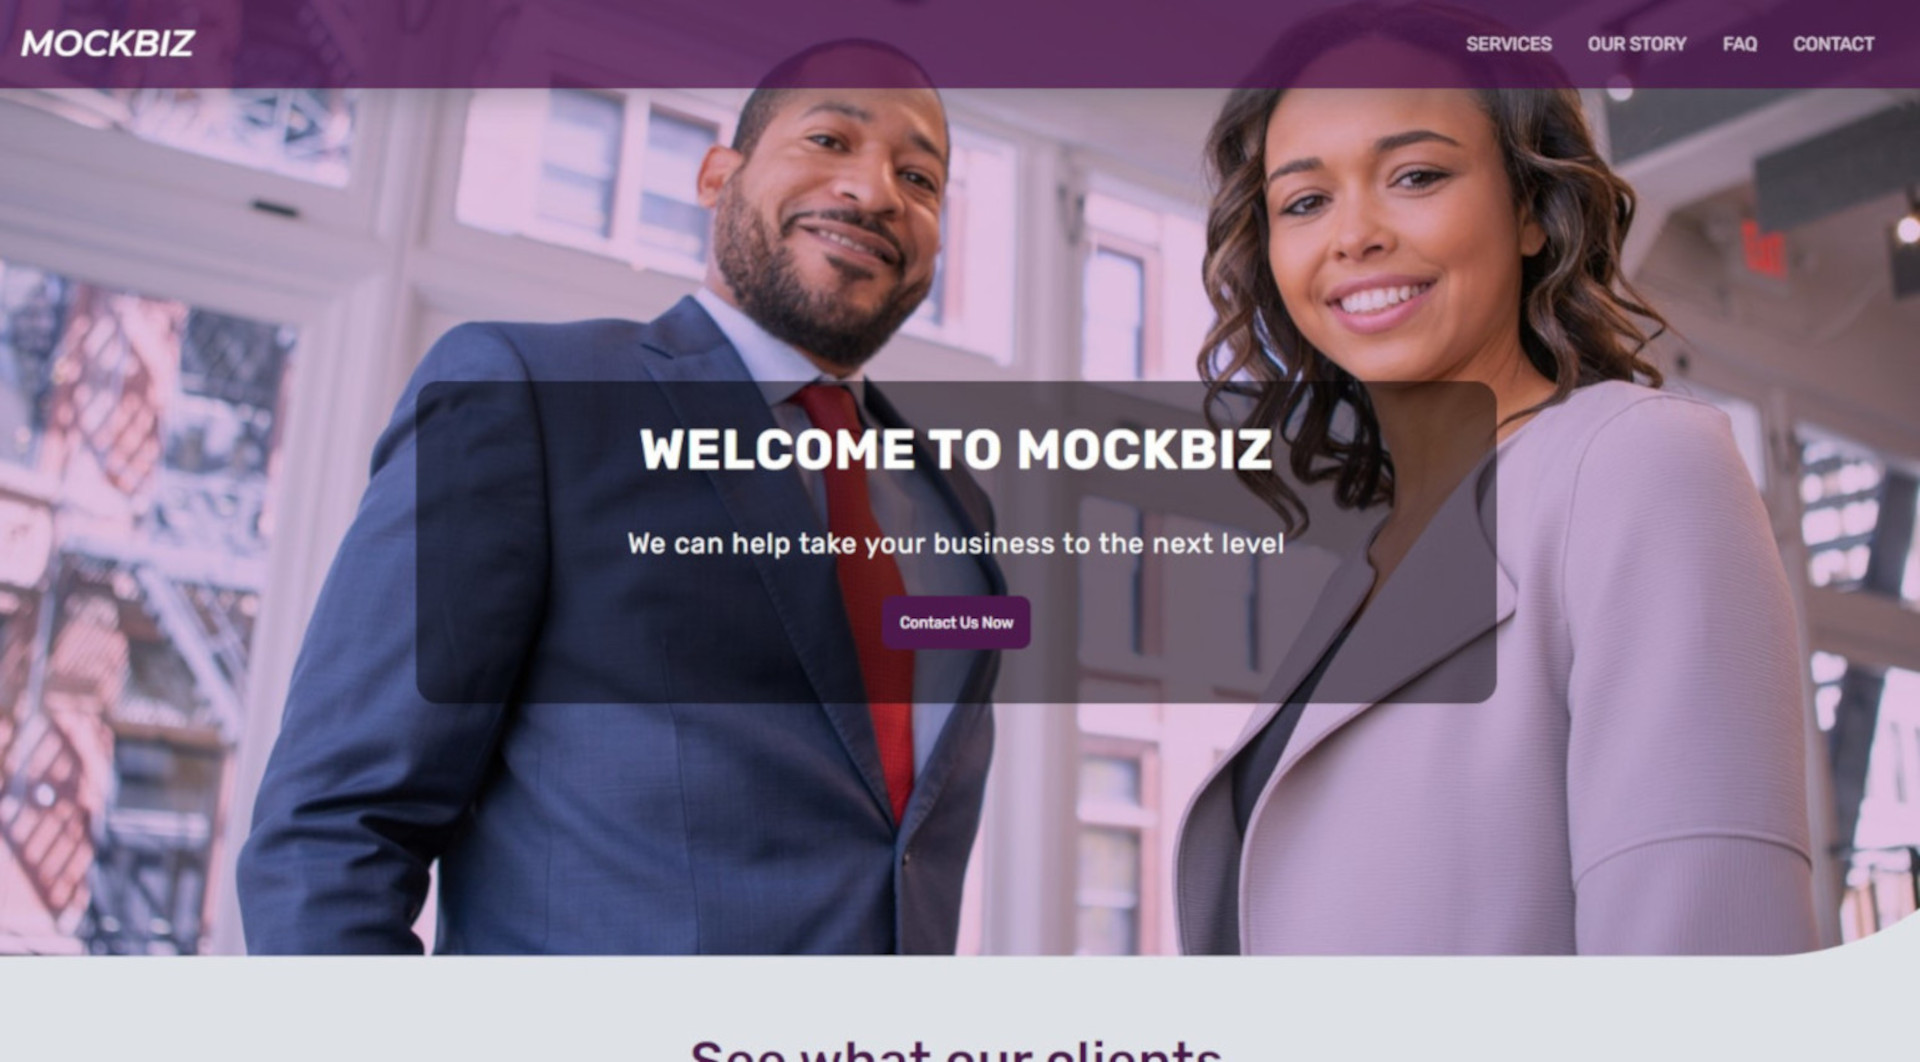 MOCKBIZ
SERVICES OUR STORY FAQ CONTACT
WELCOME TO MOCKBIZ
We can help take your business to the next level
Contact Us Now
See what our clients